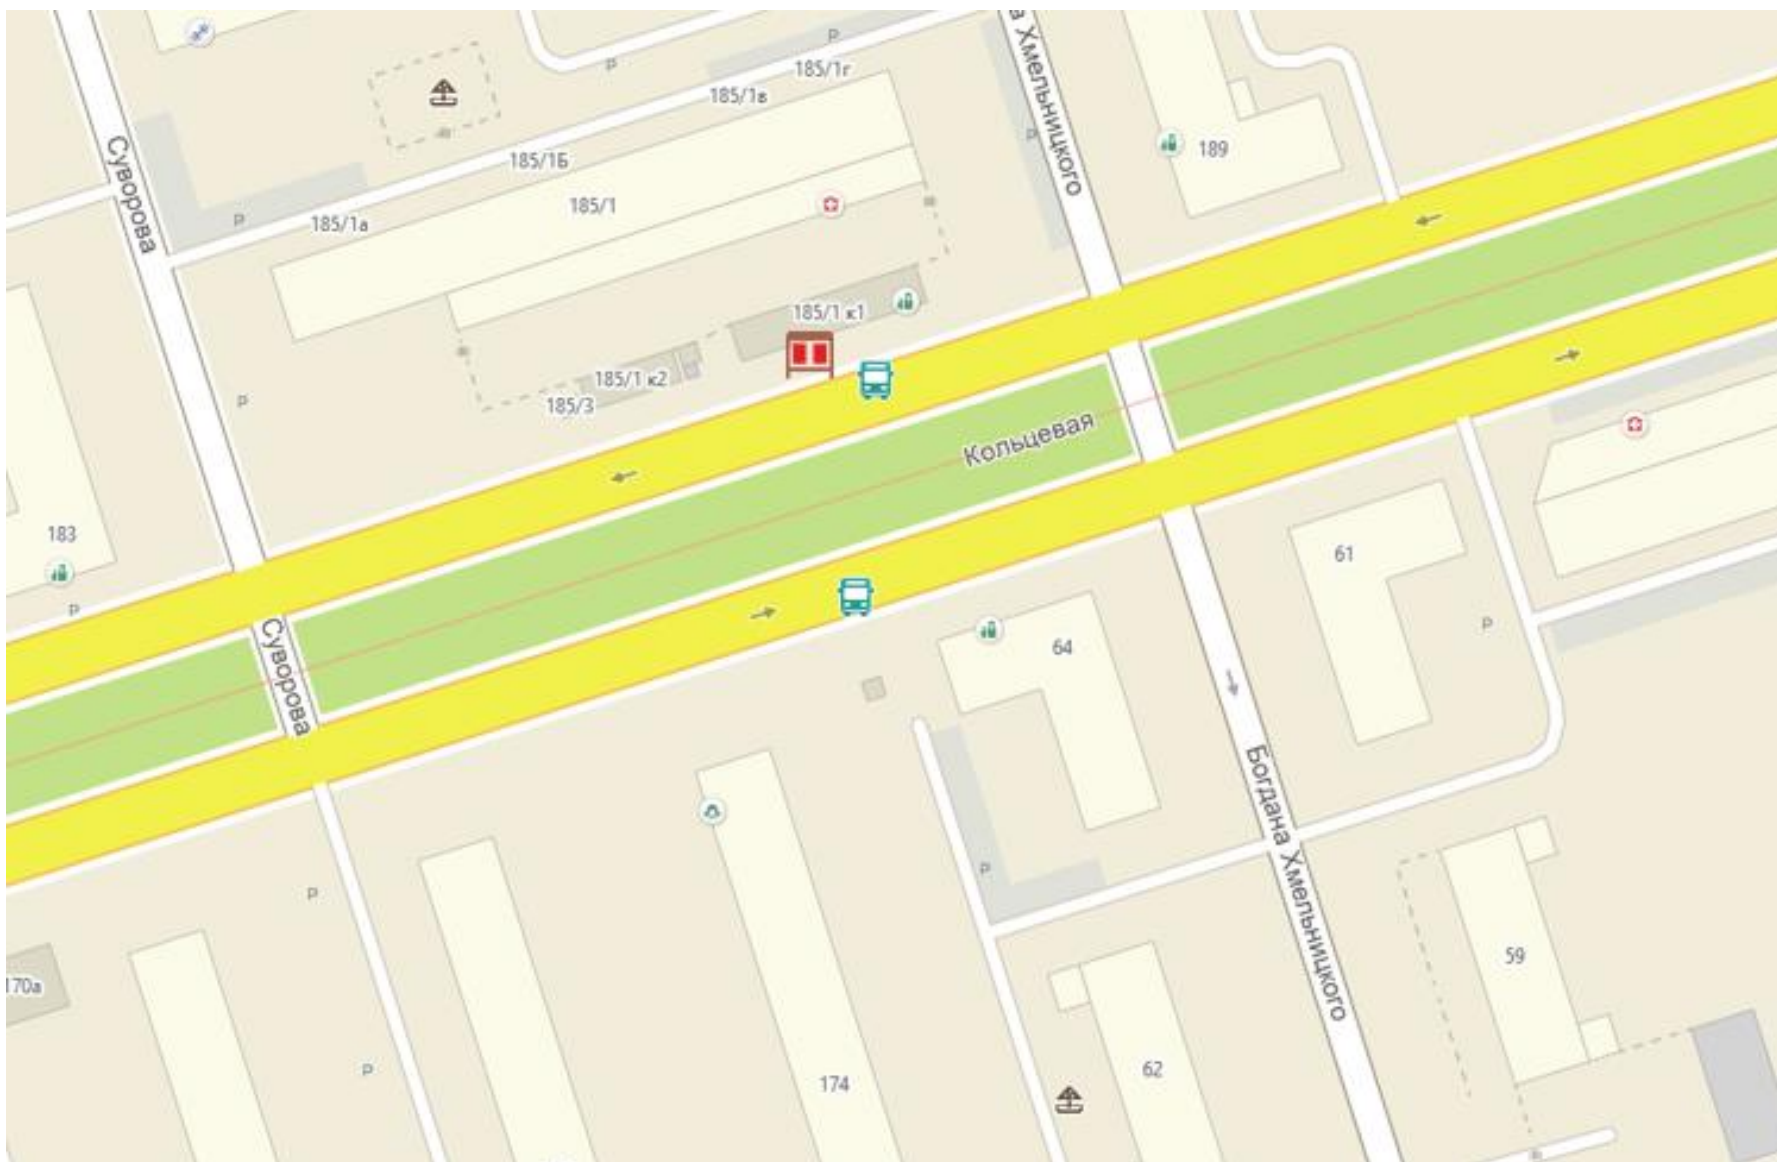 а Хмельницкого
P
P
185/1г
185/1в
Суворова
185/1Б
P
189
185/1
P
185/1а
185/1 к1
185/1 к2
P
185/3
Кольцевая
183
61
P
Суворова
P
64
Богдана Хмельницкого
P
P
59
170а
P
174
62